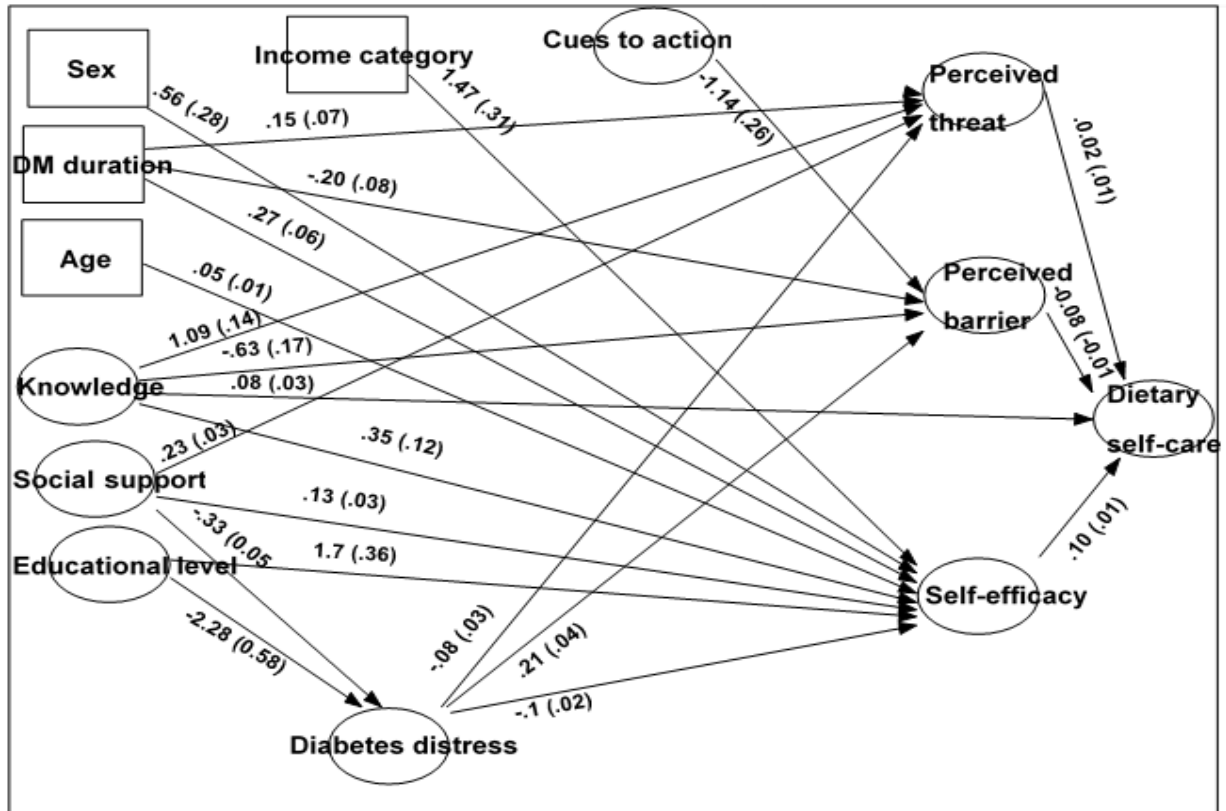 Sex
Income category
Cues to action
Perceived
threat
.56 (.28)
1.47 (.31)
-1.14 (.26)
.15 (.07)
DM duration
-.20 (.08)
.0.02 (.01)
.27 (.06)
Age
.05 (.01)
Perceived
barrier
-0.08 (-0.01
1.09 (.14)
-.63 (.17)
Knowledge
.08 (.03)
Dietary
self-care
.23 (.03)
.35 (.12)
Social support
.13 (.03)
-.33 (0.05
.10 (.01)
Educational level
1.7 (.36)
Self-efficacy
-2.28 (0.58)
-.08 (.03)
.21 (.04)
-.1 (.02)
Diabetes distress